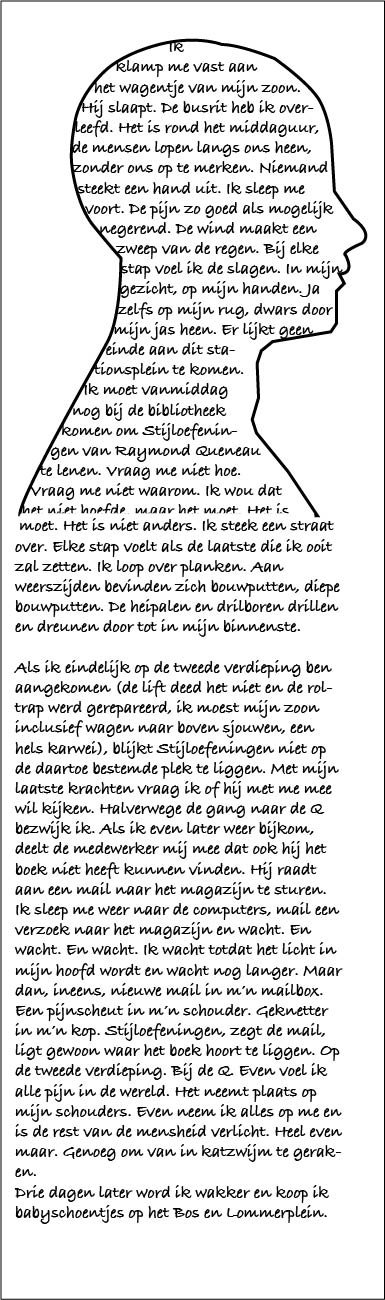 Ik
klamp me vast aan
het wagentje van mijn zoon.
Hij slaapt. De busrit heb ik over-
leefd. Het is rond het middaguur,
de mensen lopen langs ons heen,
zonder ons op te merken. Niemand
steekt een hand uit. Ik sleep me
voort. De pijn zo goed als mogelijk
negerend. De wind maakt een
zweep van de regen. Bij elke
stap voel ik de slagen. In mijn
gezicht, op mijn handen. Ja
zelfs op mijn rug, dwars door
mijn jas heen. Er lijkt geen
einde aan dit sta-
tionsplein te komen.
Ik moet vanmiddag
nog bij de bibliotheek
komen om Stijloefenin-
gen van Raymond Queneau
te lenen. Vraag me niet hoe.
Vraag me niet waarom. Ik wou dat
het niet hoefde, maar het moet. Het is
moet. Het is niet anders. Ik steek een straat
over. Elke stap voelt als de laatste die ik ooit
zal zetten. Ik loop over planken. Aan
weerszijden bevinden zich bouwputten, diepe
bouwputten. De heipalen en drilboren drillen
en dreunen door tot in mijn binnenste.
Als ik eindelijk op de tweede verdieping ben
aangekomen (de lift deed het niet en de rol-
trap werd gerepareerd, ik moest mijn zoon
inclusief wagen naar boven sjouwen, een
hels karwei), blijkt Stijloefeningen niet op
de daartoe bestemde plek te liggen. Met mijn
laatste krachten vraag ik of hij met me mee
wil kijken. Halverwege de gang naar de Q
bezwijk ik. Als ik even later weer bijkom,
deelt de medewerker mij mee dat ook hij het
boek niet heeft kunnen vinden. Hij raadt
aan een mail naar het magazijn te sturen.
Ik sleep me weer naar de computers, mail een
verzoek naar het magazijn en wacht. En
wacht. En wacht. Ik wacht totdat het licht in
mijn hoofd wordt en wacht nog langer. Maar
dan, ineens, nieuwe mail in m'n mailbox.
Een pijnscheut in m'n schouder. Geknetter
in m'n kop. Stijloefeningen, zegt de mail,
ligt gewoon waar het boek hoort te liggen. Op
de tweede verdieping. Bij de Q. Even voel ik
alle pijn in de wereld. Het neemt plaats op
mijn schouders. Even neem ik alles op me en
is de rest van de mensheid verlicht. Heel even
maar. Genoeg om van in katzwijm te gerak-
en.
Drie dagen later word ik wakker en koop ik
babyschoentjes op het Bos en Lommerplein.